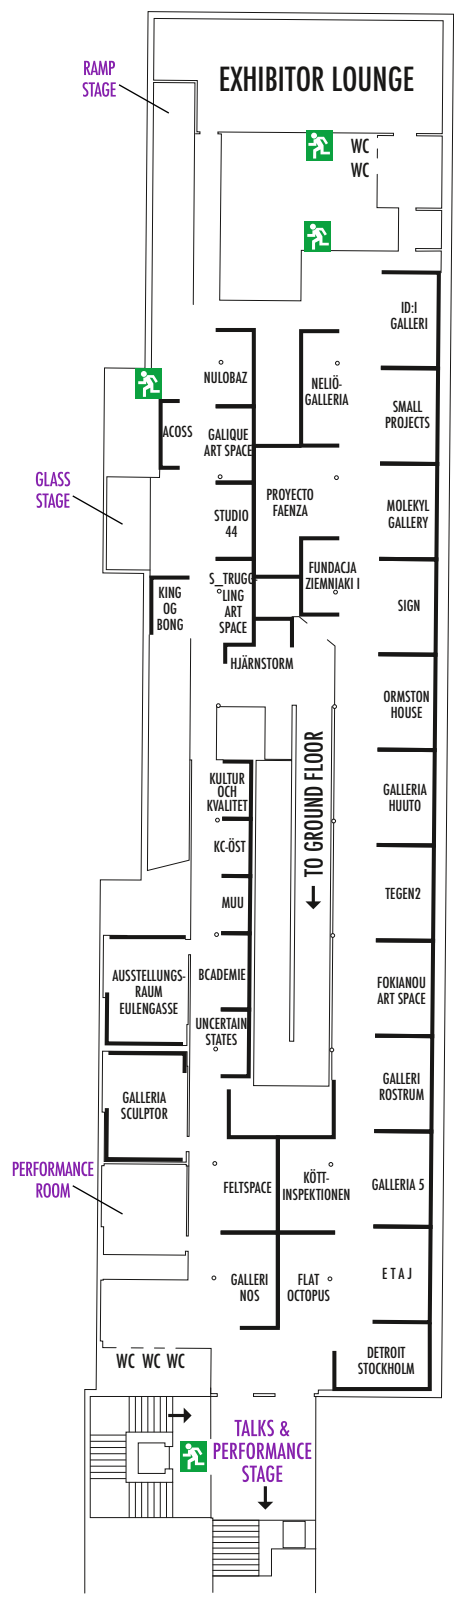 RAMP
STAGE
EXHIBITOR LOUNGE
WC
WC
ID:I
GALLERI
NULOBAZ
NELIÖ-
GALLERIA
SMALL
PROJECTS
ACOSS
GALIQUE
ART SPACE
GLASS
STAGE
PROYECTO
FAENZA
STUDIO
44
MOLEKYL
GALLERY
S_TRUGG-
LING
ART
SPACE
FUNDACJA
ZIEMNIAKI I
KING
OG
BONG
SIGN
HJÄRNSTORM
ORMSTON
HOUSE
TO GROUND FLOOR
KULTUR
OCH
KVALITET
GALLERIA
HUUTO
KC-ÖST
MUU
TEGEN2
AUSSTELLUNGS-
RAUM
EULENGASSE
BCADEMIE
FOKIANOU
ART SPACE
UNCERTAIN
STATES
GALLERIA
SCULPTOR
GALLERI
ROSTRUM
PERFORMANCE
ROOM
FELTSPACE
KÖTT-
INSPEKTIONEN
GALLERIA 5
GALLERI
NOS
FLAT
OCTOPUS
E T A J
WC WC WC
DETROIT
STOCKHOLM
TALKS &
PERFORMANCE
STAGE